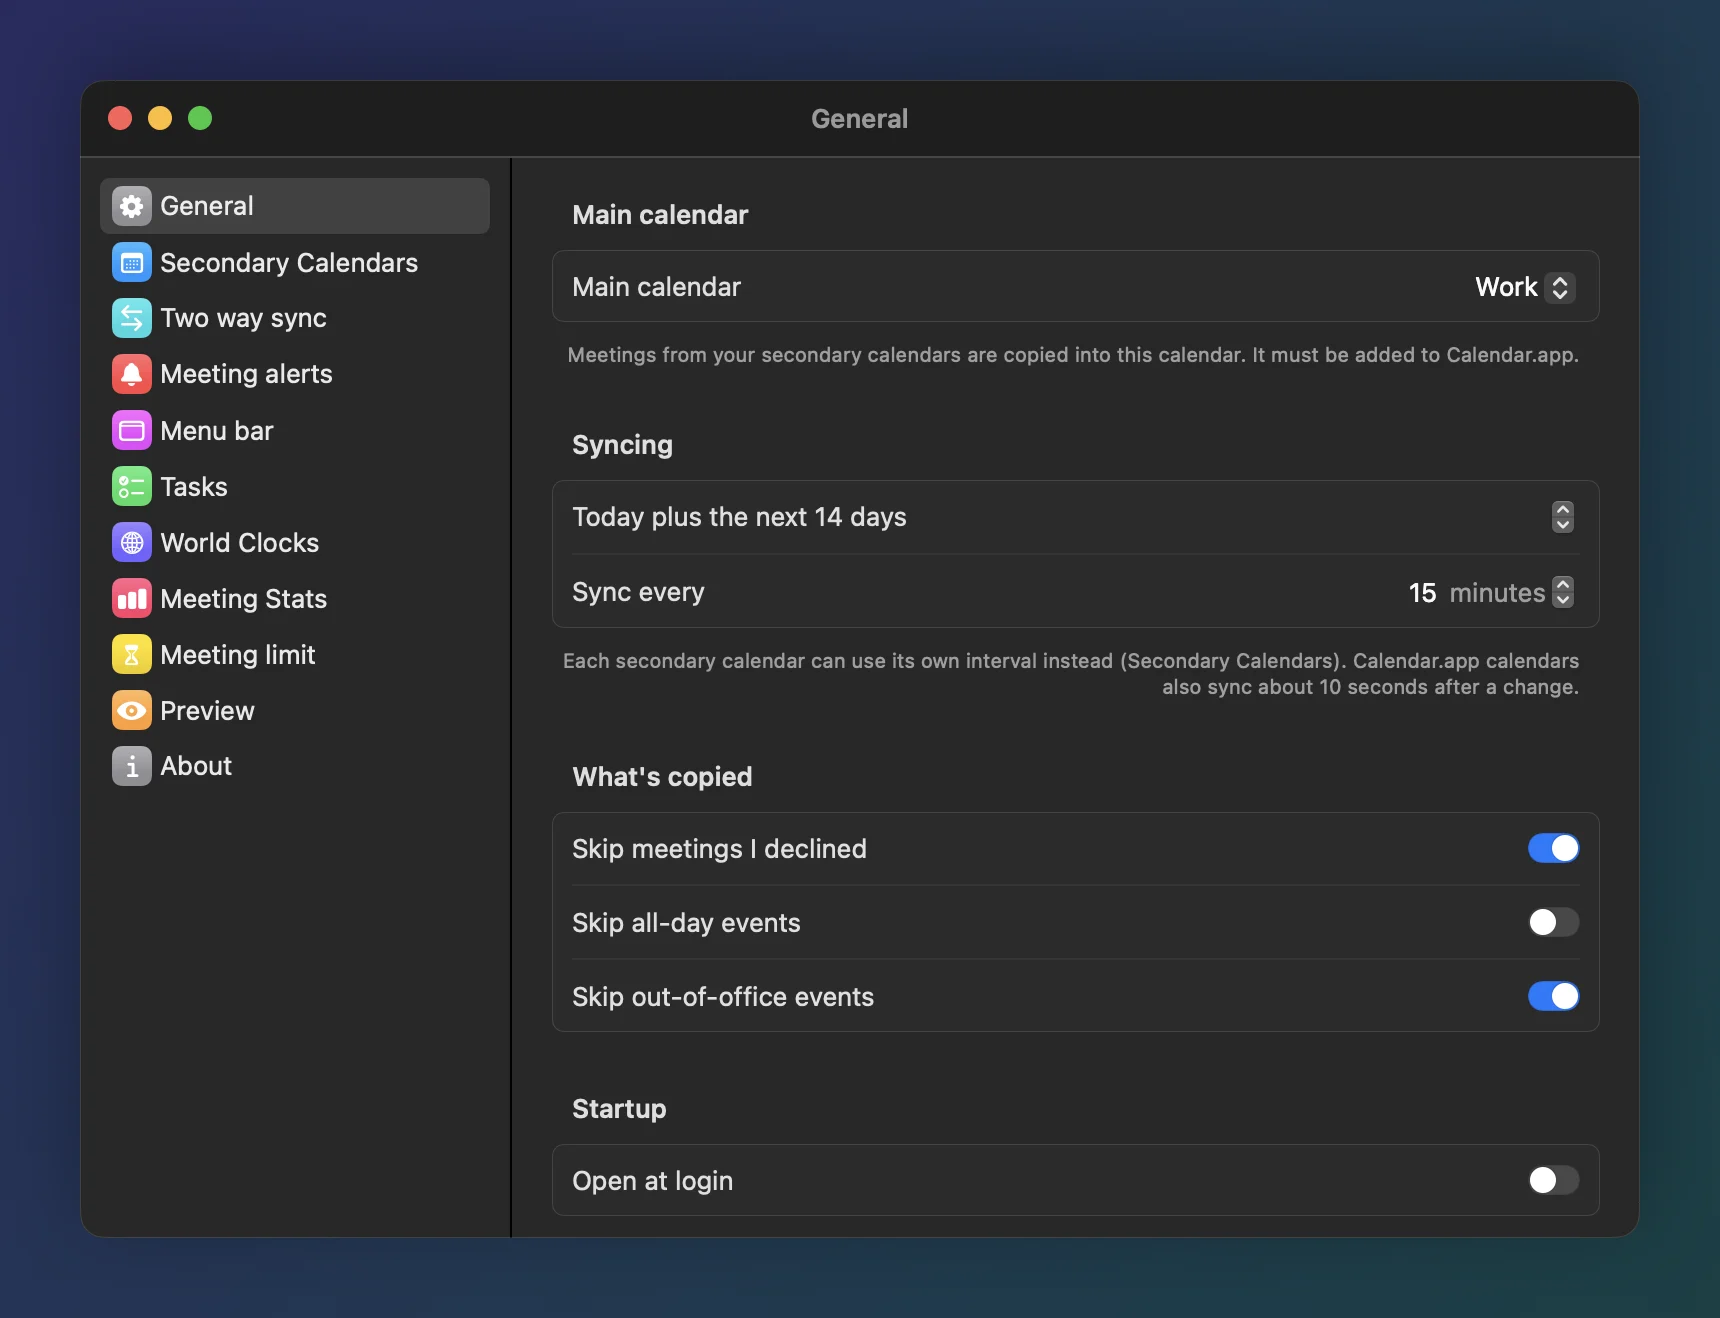 General
General
Secondary Calendars
Two way sync
Meeting alerts
Menu bar
Tasks
World Clocks
Meeting Stats
Meeting limit
Preview
About
Main calendar
Main calendar
Work
Meetings from your secondary calendars are copied into this calendar. It must be added to Calendar.app.
Syncing
Today plus the next 14 days
Sync every
15 minutes
Each secondary calendar can use its own interval instead (Secondary Calendars). Calendar.app calendars
also sync about 10 seconds after a change.
What's copied
Skip meetings I declined
Skip all-day events
Skip out-of-office events
Startup
Open at login